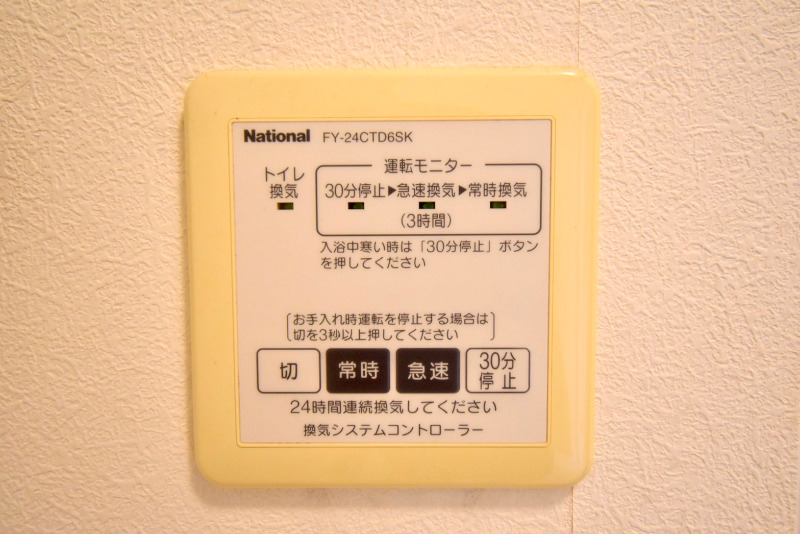 National FY-24CTD6SK
運転モニター
トイレ
換気
30分停止▶急速換気▶常時換気
(3時間)
入浴中寒い時は「30分停止」ボタン
を押してください
お手入れ時運転を停止する場合は
切を3秒以上押してください
切 常時 急速 30分
停止
24時間連続換気してください
換気システムコントローラー